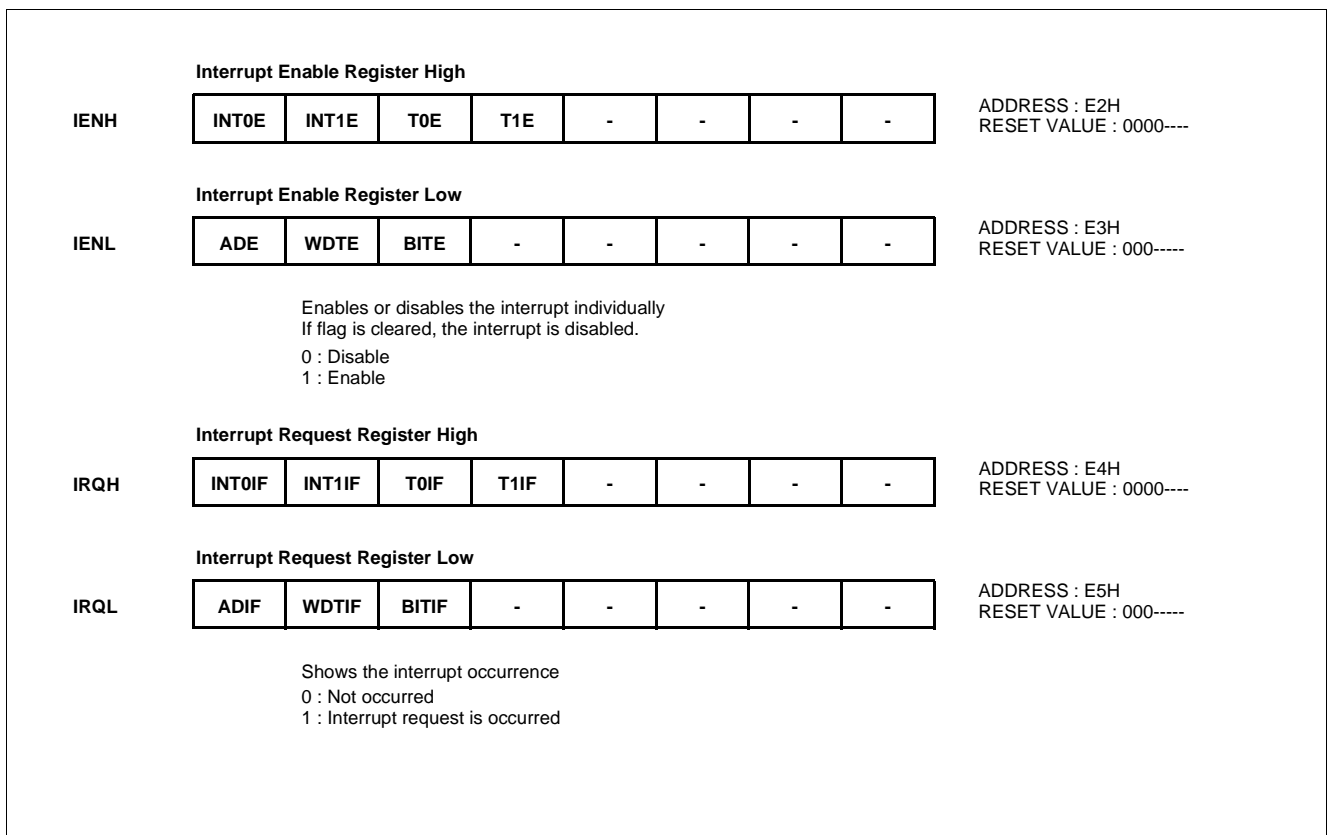 Interrupt Enable Register High
IENH INT0E INT1E T0E T1E - - - - ADDRESS : E2H
RESET VALUE : 0000----
Interrupt Enable Register Low
IENL ADE WDTE BITE - - - - - ADDRESS : E3H
RESET VALUE : 000-----
Enables or disables the interrupt individually
If flag is cleared, the interrupt is disabled.
0 : Disable
1 : Enable
Interrupt Request Register High
IRQH INT0IF INT1IF T0IF T1IF - - - - ADDRESS : E4H
RESET VALUE : 0000----
Interrupt Request Register Low
IRQL ADIF WDTIF BITIF - - - - - ADDRESS : E5H
RESET VALUE : 000-----
Shows the interrupt occurrence
0 : Not occurred
1 : Interrupt request is occurred